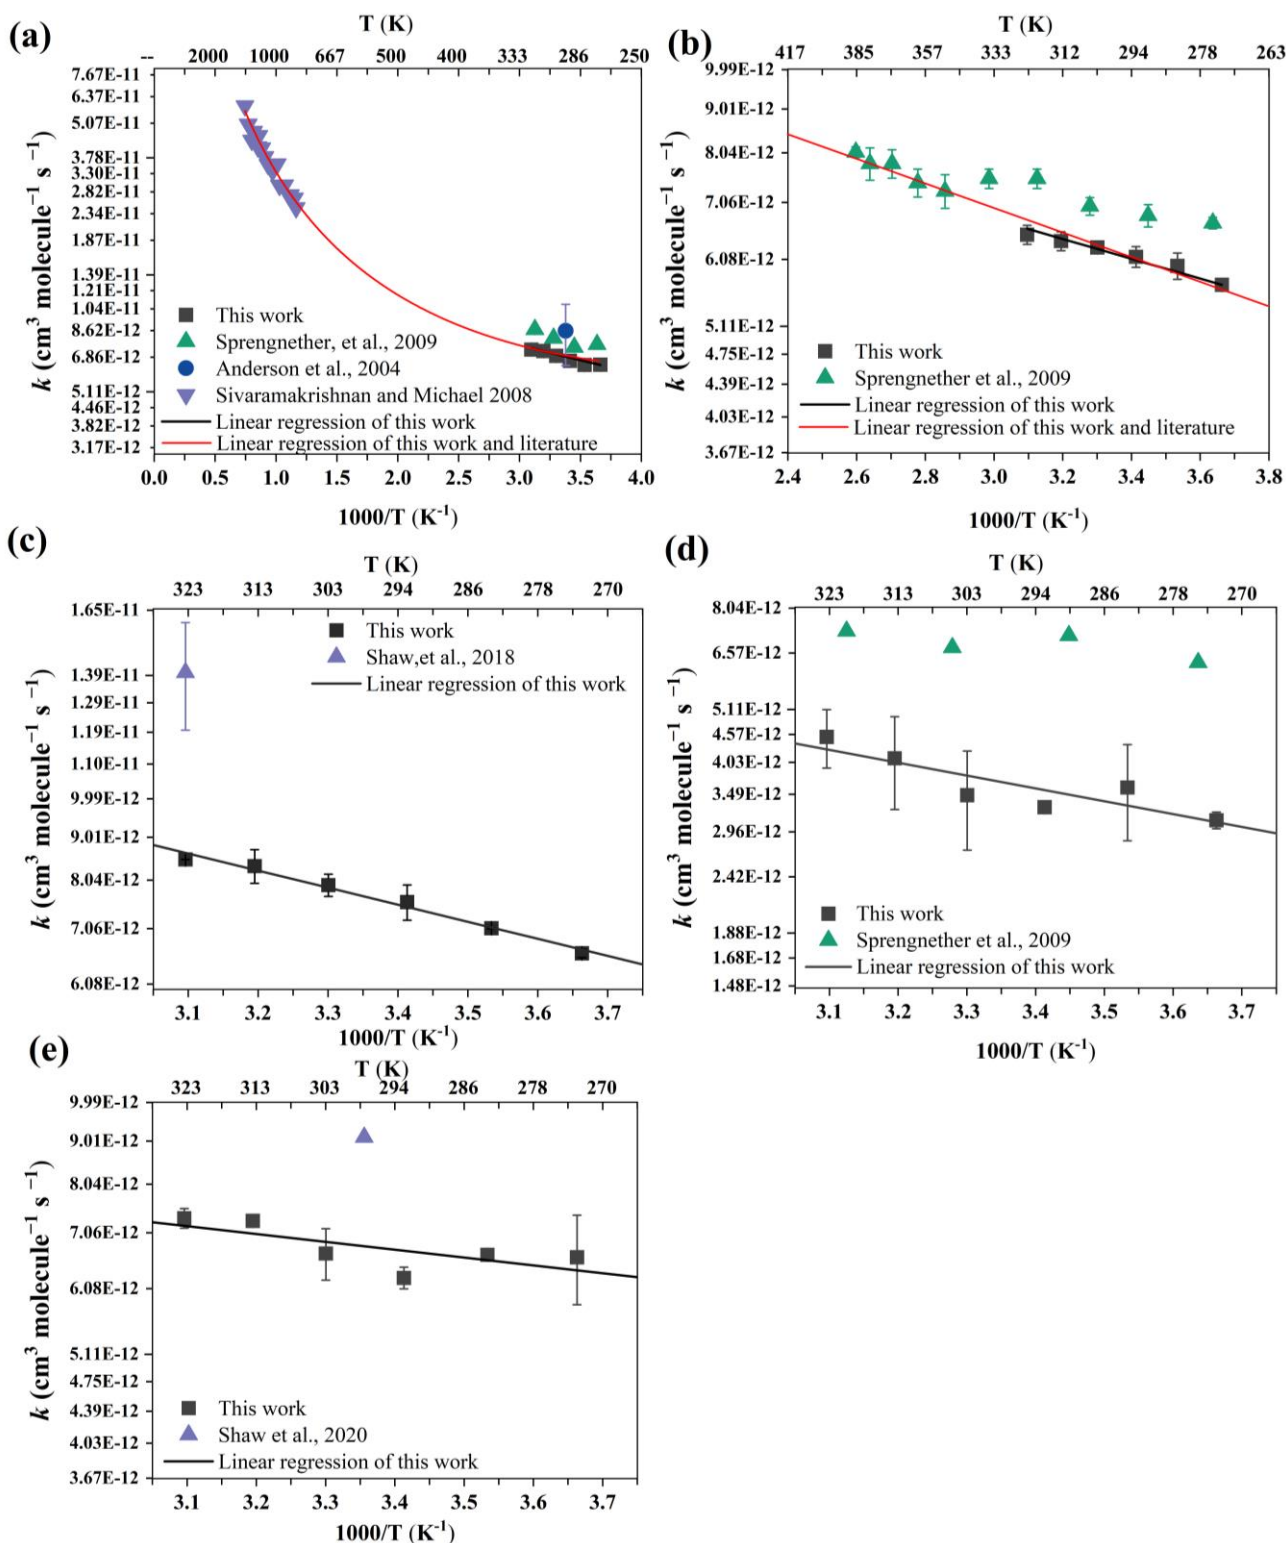 (a)
T (K)
-- 2000 1000 667 500 400 333 286 250
7.67E-11
6.37E-11
5.07E-11
3.78E-11
3.30E-11
2.82E-11
2.34E-11
1.87E-11
1.39E-11
1.21E-11
1.04E-11
8.62E-12
6.86E-12
5.11E-12
4.46E-12
3.82E-12
3.17E-12
k (cm³ molecule⁻¹ s⁻¹)
This work
Sprengnether, et al., 2009
Anderson et al., 2004
Sivaramakrishnan and Michael 2008
Linear regression of this work
Linear regression of this work and literature
0.0 0.5 1.0 1.5 2.0 2.5 3.0 3.5 4.0
1000/T (K⁻¹)
(b)
T (K)
417 385 357 333 312 294 278 263
9.99E-12
9.01E-12
8.04E-12
7.06E-12
6.08E-12
5.11E-12
4.75E-12
4.39E-12
4.03E-12
3.67E-12
k (cm³ molecule⁻¹ s⁻¹)
This work
Sprengnether et al., 2009
Linear regression of this work
Linear regression of this work and literature
2.4 2.6 2.8 3.0 3.2 3.4 3.6 3.8
1000/T (K⁻¹)
(c)
T (K)
323 313 303 294 286 278 270
1.65E-11
1.39E-11
1.29E-11
1.19E-11
1.10E-11
9.99E-12
9.01E-12
8.04E-12
7.06E-12
6.08E-12
k (cm³ molecule⁻¹ s⁻¹)
This work
Shaw,et al., 2018
Linear regression of this work
3.1 3.2 3.3 3.4 3.5 3.6 3.7
1000/T (K⁻¹)
(d)
T (K)
323 313 303 294 286 278 270
8.04E-12
6.57E-12
5.11E-12
4.57E-12
4.03E-12
3.49E-12
2.96E-12
2.42E-12
1.88E-12
1.68E-12
1.48E-12
k (cm³ molecule⁻¹ s⁻¹)
This work
Sprengnether et al., 2009
Linear regression of this work
3.1 3.2 3.3 3.4 3.5 3.6 3.7
1000/T (K⁻¹)
(e)
T (K)
323 313 303 294 286 278 270
9.99E-12
9.01E-12
8.04E-12
7.06E-12
6.08E-12
5.11E-12
4.75E-12
4.39E-12
4.03E-12
3.67E-12
k (cm³ molecule⁻¹ s⁻¹)
This work
Shaw et al., 2020
Linear regression of this work
3.1 3.2 3.3 3.4 3.5 3.6 3.7
1000/T (K⁻¹)